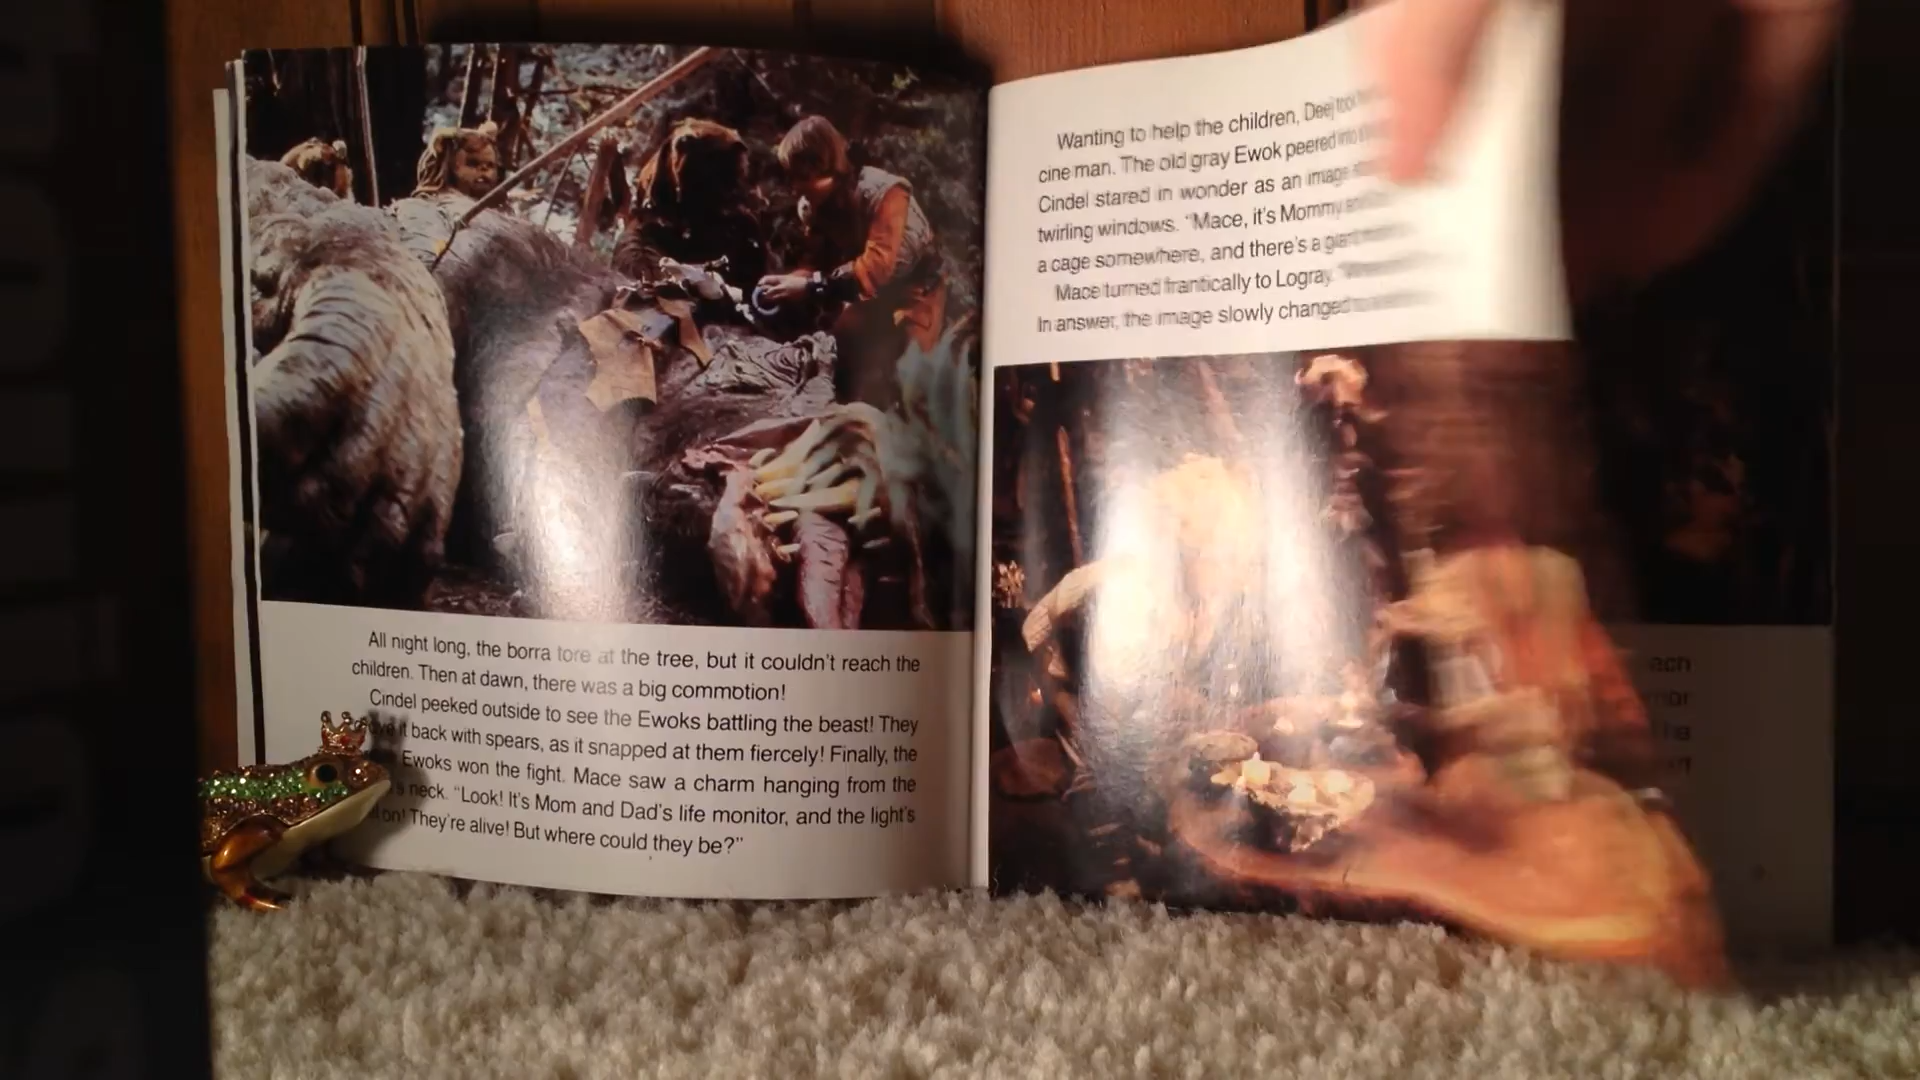 All night long, the borra tore at the tree, but it couldn't reach the
children. Then at dawn, there was a big commotion!
Cindel peeked outside to see the Ewoks battling the beast! They
it back with spears, as it snapped at them fiercely! Finally, the
Ewoks won the fight. Mace saw a charm hanging from the
neck. "Look! It's Mom and Dad's life monitor, and the light's
on! They're alive! But where could they be?"
Wanting to help the children, Deej took
cine man. The old gray Ewok peered into
Cindel stared in wonder as an image
twirling windows. "Mace, it's Mommy
a cage somewhere, and there's a giant
Mace turned frantically to Logray.
In answer, the image slowly changed